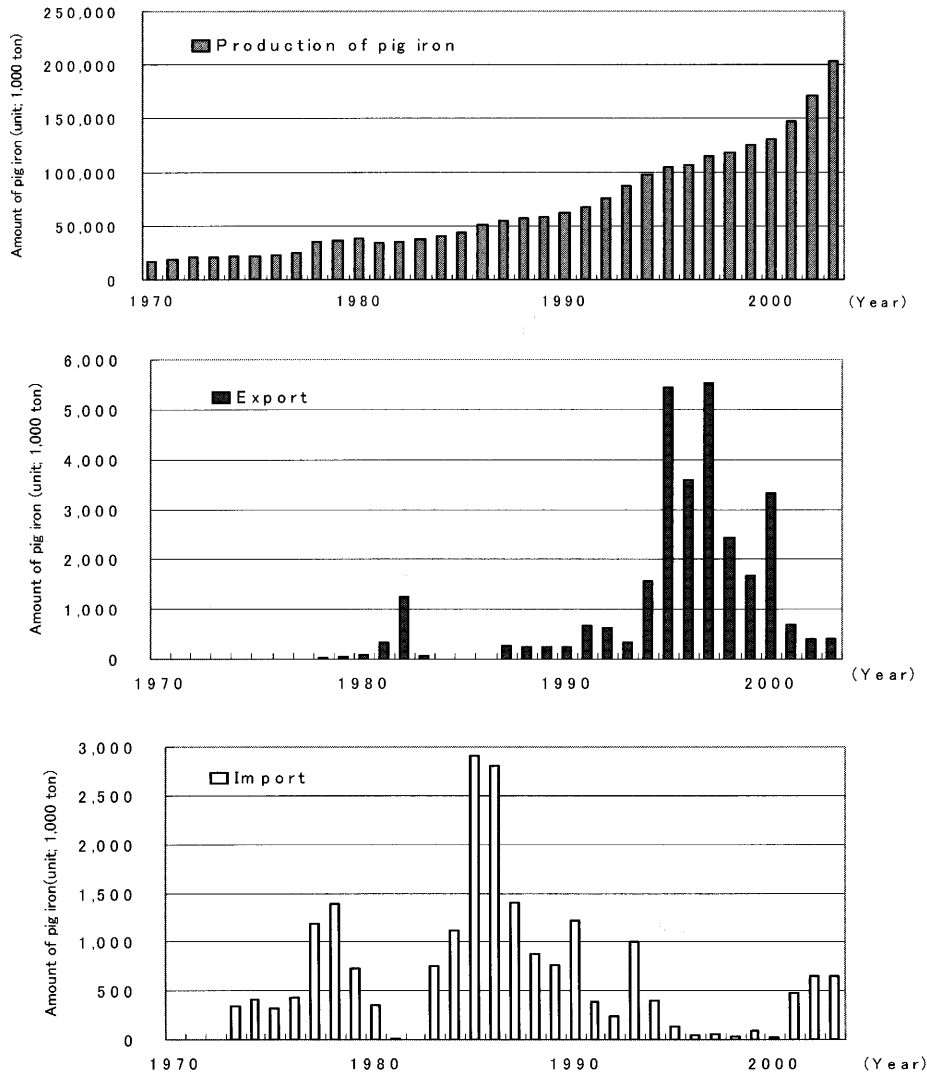 250,000
Production of pig iron
200,000
150,000
100,000
50,000
0
Amount of pig iron (unit; 1,000 ton)
1970 1980 1990 2000 (Year)
6,000
Export
5,000
4,000
3,000
2,000
1,000
0
Amount of pig iron (unit; 1,000 ton)
1970 1980 1990 2000 (Year)
3,000
Import
2,500
2,000
1,500
1,000
500
0
Amount of pig iron(unit; 1,000 ton)
1970 1980 1990 2000 (Year)